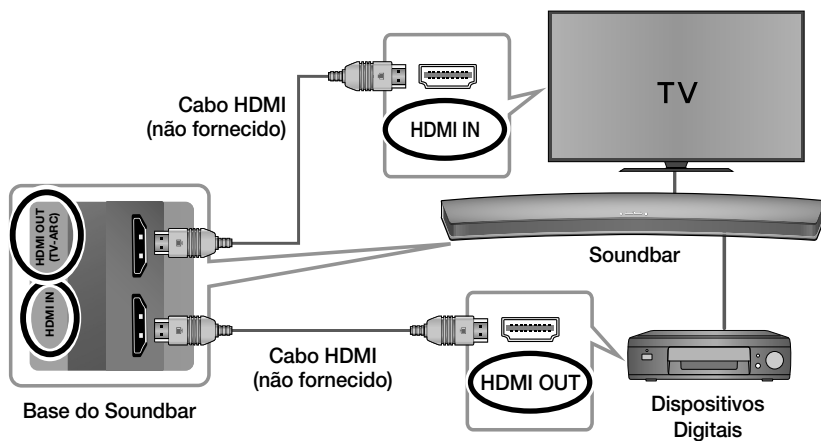 Cabo HDMI
(não fornecido)
HDMI IN
TV
HDMI OUT
(TV-ARC)
HDMI IN
Soundbar
Cabo HDMI
(não fornecido)
HDMI OUT
Base do Soundbar
Dispositivos
Digitais